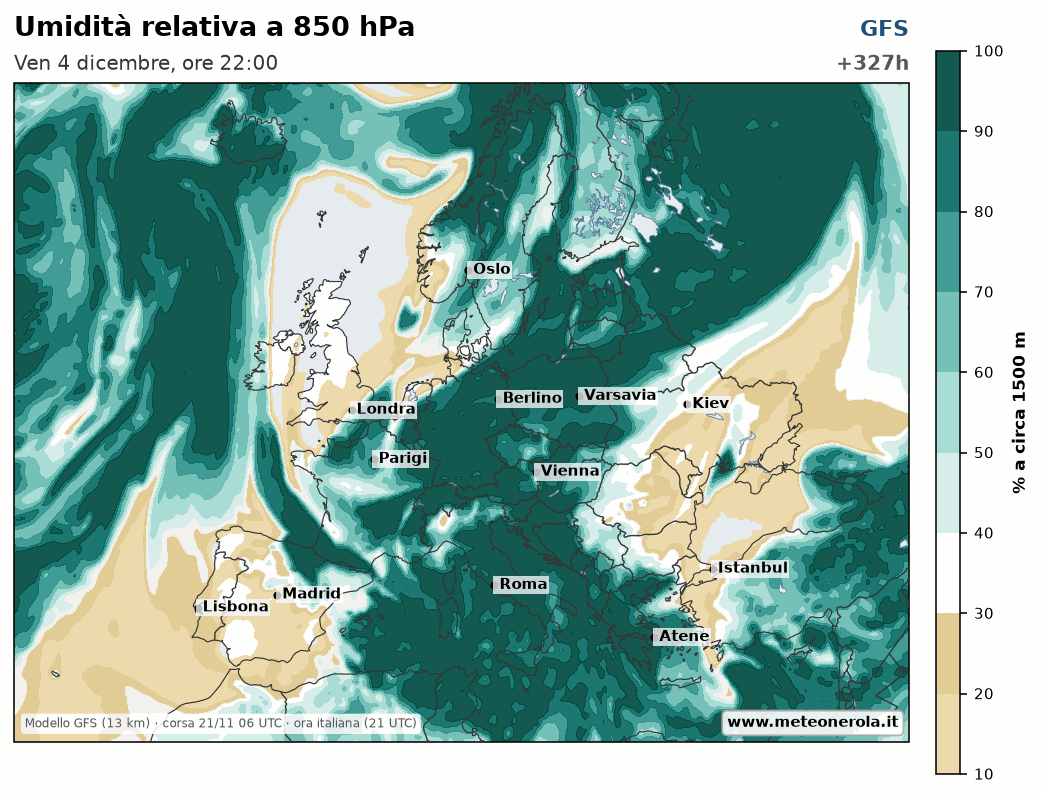 Umidità relativa a 850 hPa
GFS
Ven 4 dicembre, ore 22:00
+327h
100
90
80
70
60
50
40
30
20
10
% a circa 1500 m
Oslo
Londra
Berlino
Varsavia
Kiev
Parigi
Vienna
Istanbul
Roma
Madrid
Lisbona
Atene
Modello GFS (13 km) · corsa 21/11 06 UTC · ora italiana (21 UTC)
www.meteonerola.it